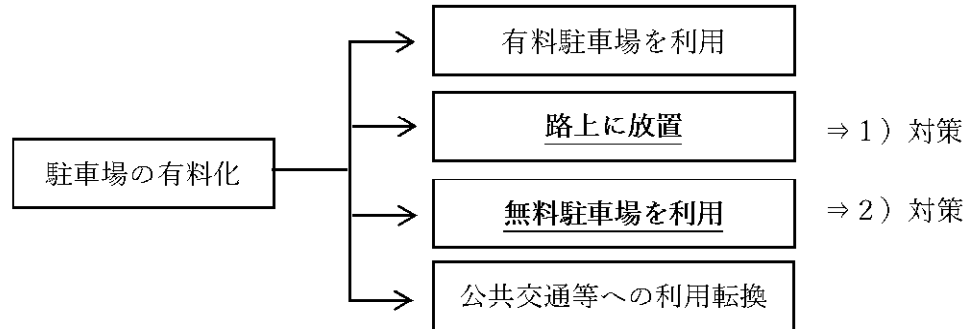 有料駐車場を利用
路上に放置
⇒1）対策
駐車場の有料化
無料駐車場を利用
⇒2）対策
公共交通等への利用転換